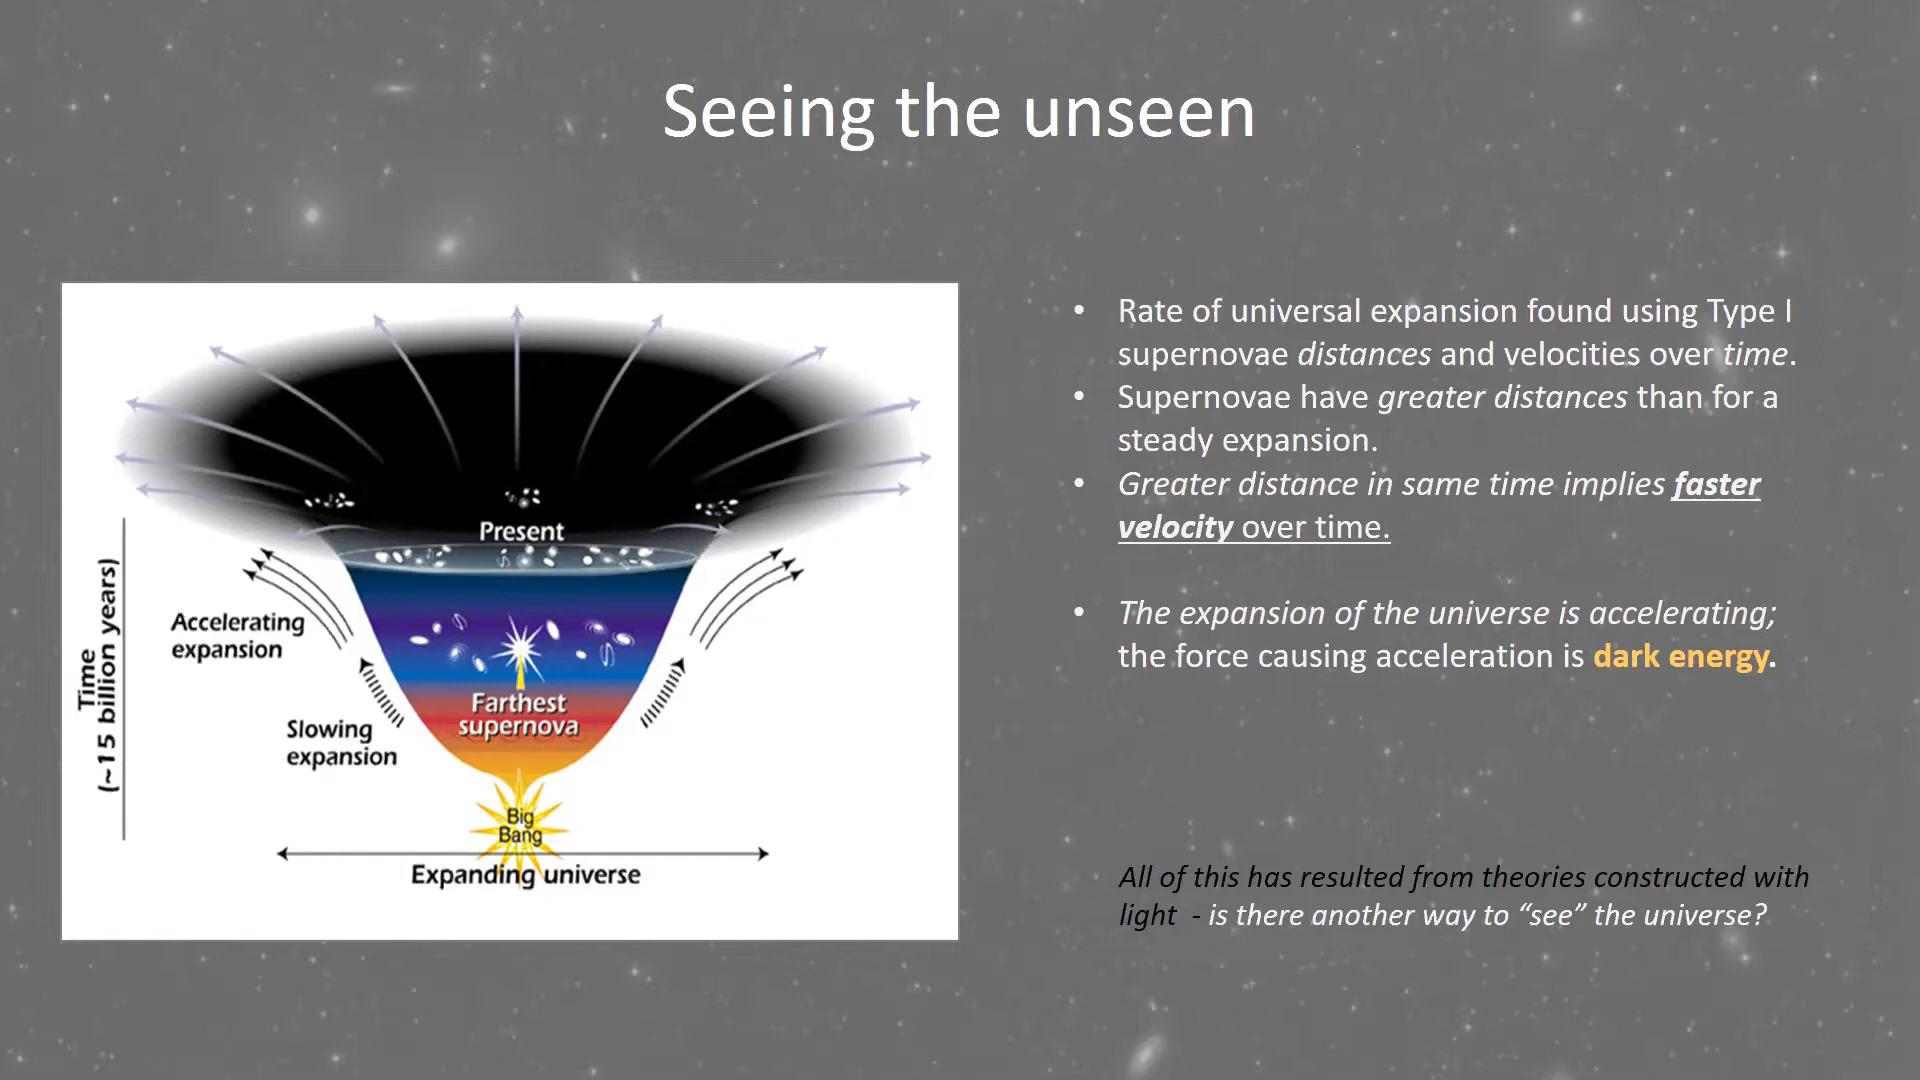 Seeing the unseen
Present
Accelerating
expansion
Farthest
supernova
Slowing
expansion
Time
(~15 billion years)
Big
Bang
Expanding universe
• Rate of universal expansion found using Type I
supernovae distances and velocities over time.
• Supernovae have greater distances than for a
steady expansion.
• Greater distance in same time implies faster
velocity over time.
• The expansion of the universe is accelerating;
the force causing acceleration is dark energy.
All of this has resulted from theories constructed with
light - is there another way to “see” the universe?